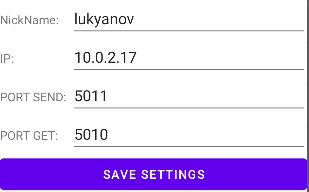 NickName: lukyanov
IP: 10.0.2.17
PORT SEND: 5011
PORT GET: 5010
SAVE SETTINGS